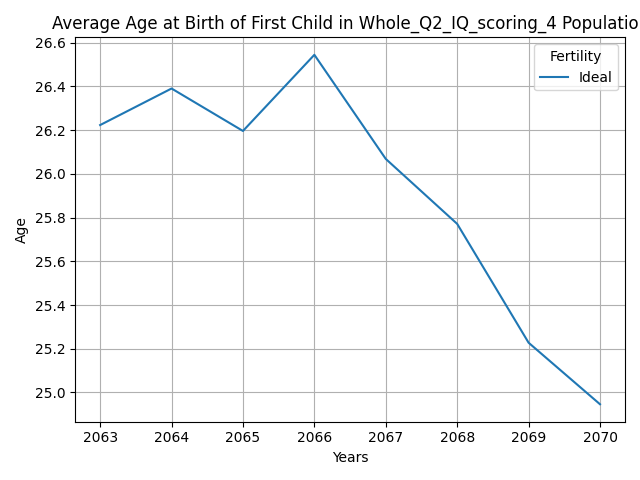 Average Age at Birth of First Child in Whole_Q2_IQ_scoring_4 Populatio
26.6
26.4
26.2
26.0
25.8
25.6
25.4
25.2
25.0
Age
Fertility
Ideal
2063 2064 2065 2066 2067 2068 2069 2070
Years